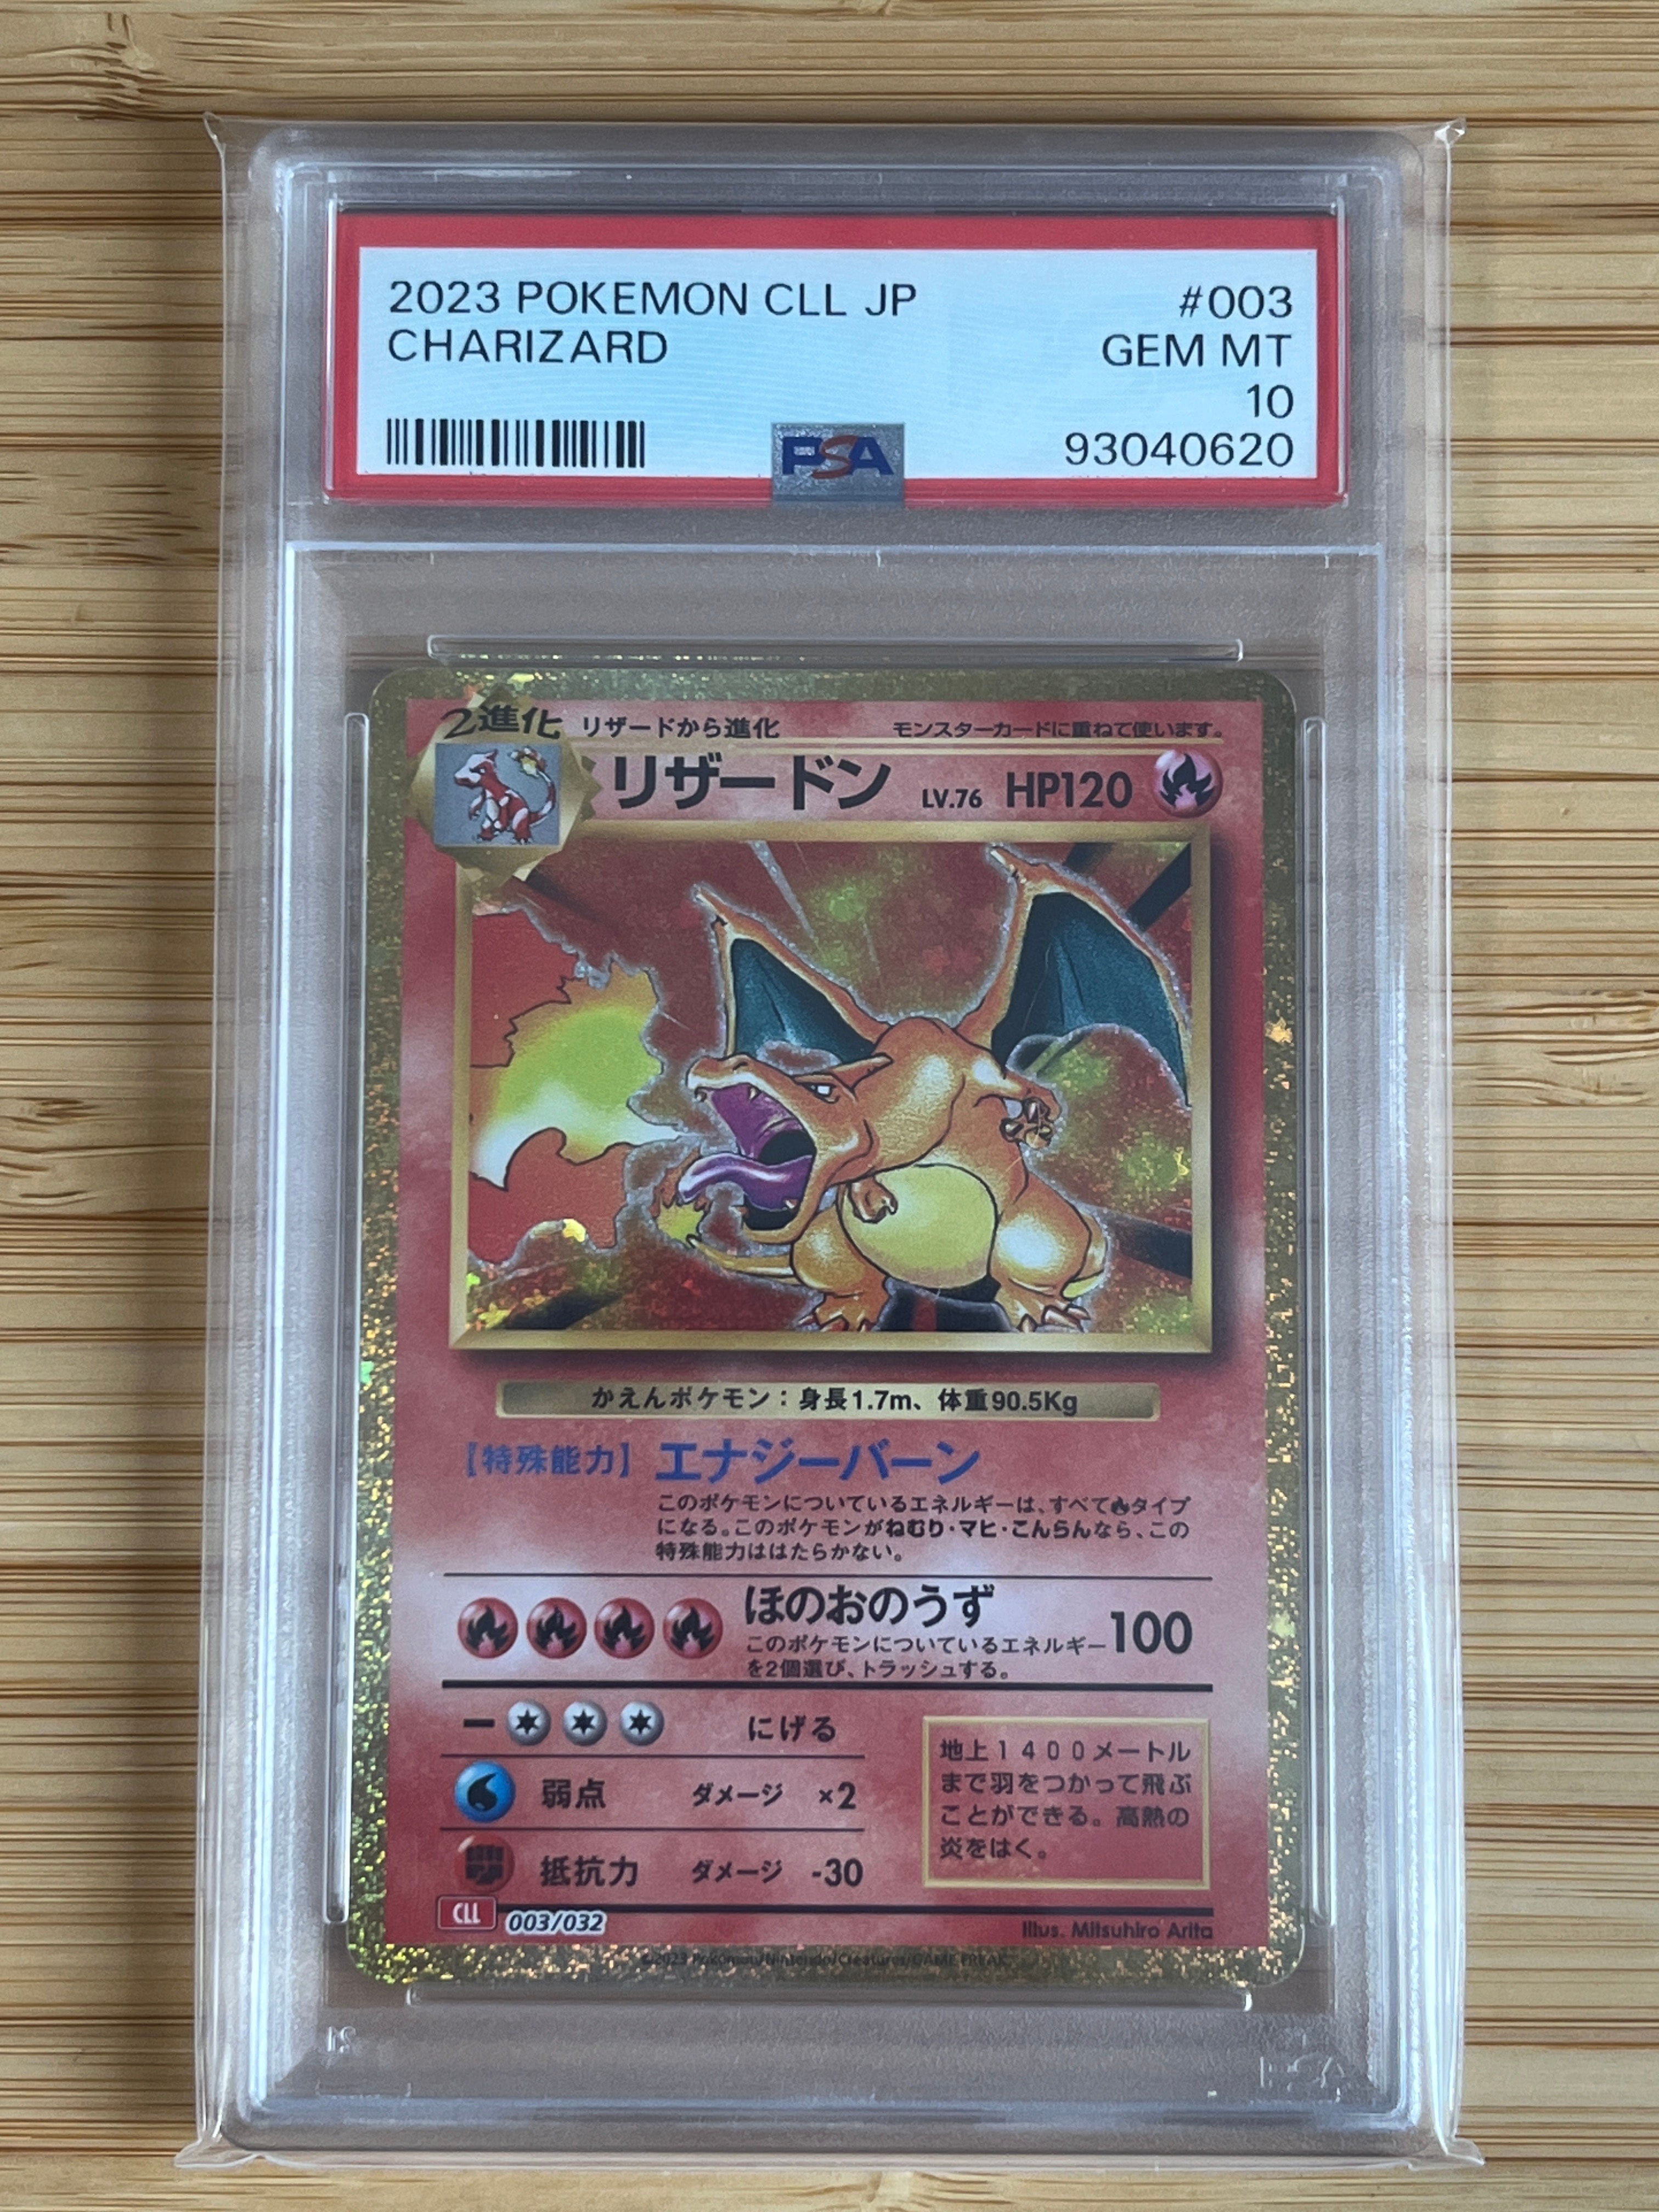 2023 POKEMON CLL JP #003
CHARIZARD GEM MT
10
PSA 93040620
2進化 リザードから進化 モンスターカードに重ねて使います。
リザードン LV.76 HP120
かえんポケモン：身長1.7m、体重90.5Kg
【特殊能力】エナジーバーン
このポケモンについているエネルギーは、すべてタイプ
になる。このポケモンがねむり・マヒ・こんらんなら、この
特殊能力ははたらかない。
ほのおのうず 100
このポケモンについているエネルギー
を2個選び、トラッシュする。
にげる
弱点 ダメージ ×2
抵抗力 ダメージ -30
地上1400メートル
まで羽をつかって飛ぶ
ことができる。高熱の
炎をはく。
CLL 003/032 Illus. Mitsuhiro Arita
©2023 Pokémon/Nintendo/Creatures/GAME FREAK
PSA